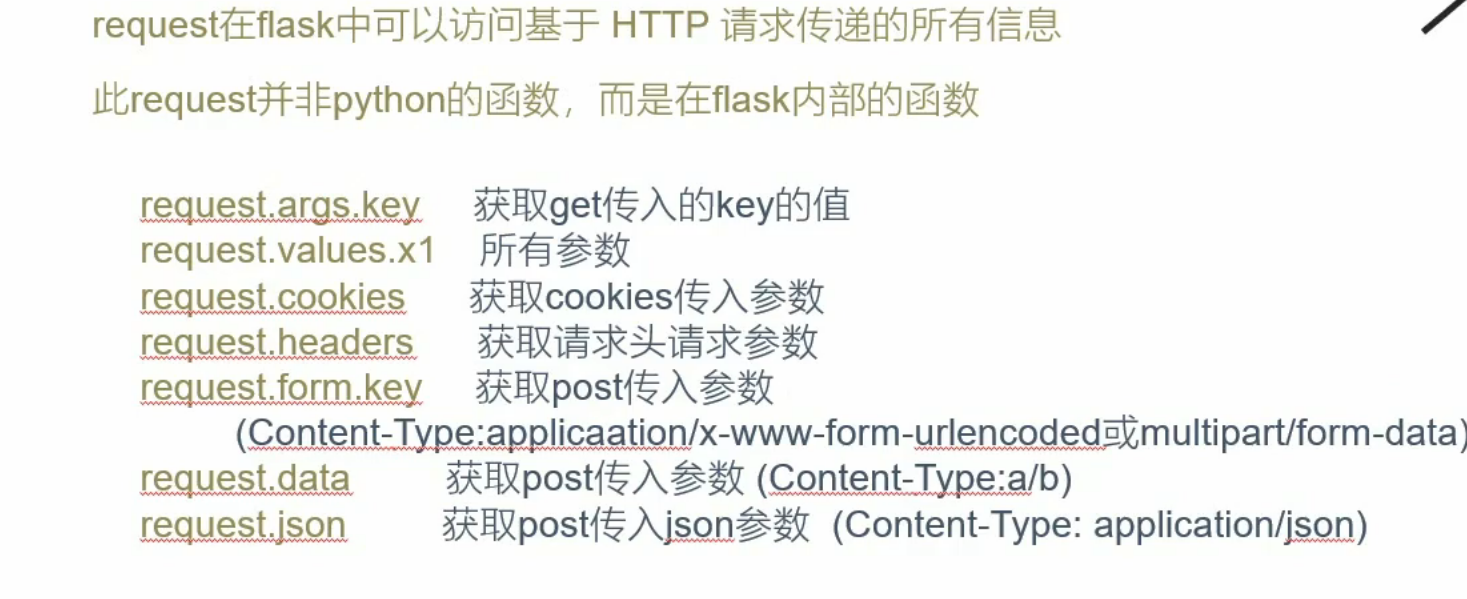 request在flask中可以访问基于 HTTP 请求传递的所有信息
此request并非python的函数，而是在flask内部的函数
request.args.key 获取get传入的key的值
request.values.x1 所有参数
request.cookies 获取cookies传入参数
request.headers 获取请求头请求参数
request.form.key 获取post传入参数
(Content-Type:applicaation/x-www-form-urlencoded或multipart/form-data)
request.data 获取post传入参数 (Content-Type:a/b)
request.json 获取post传入json参数 (Content-Type: application/json)